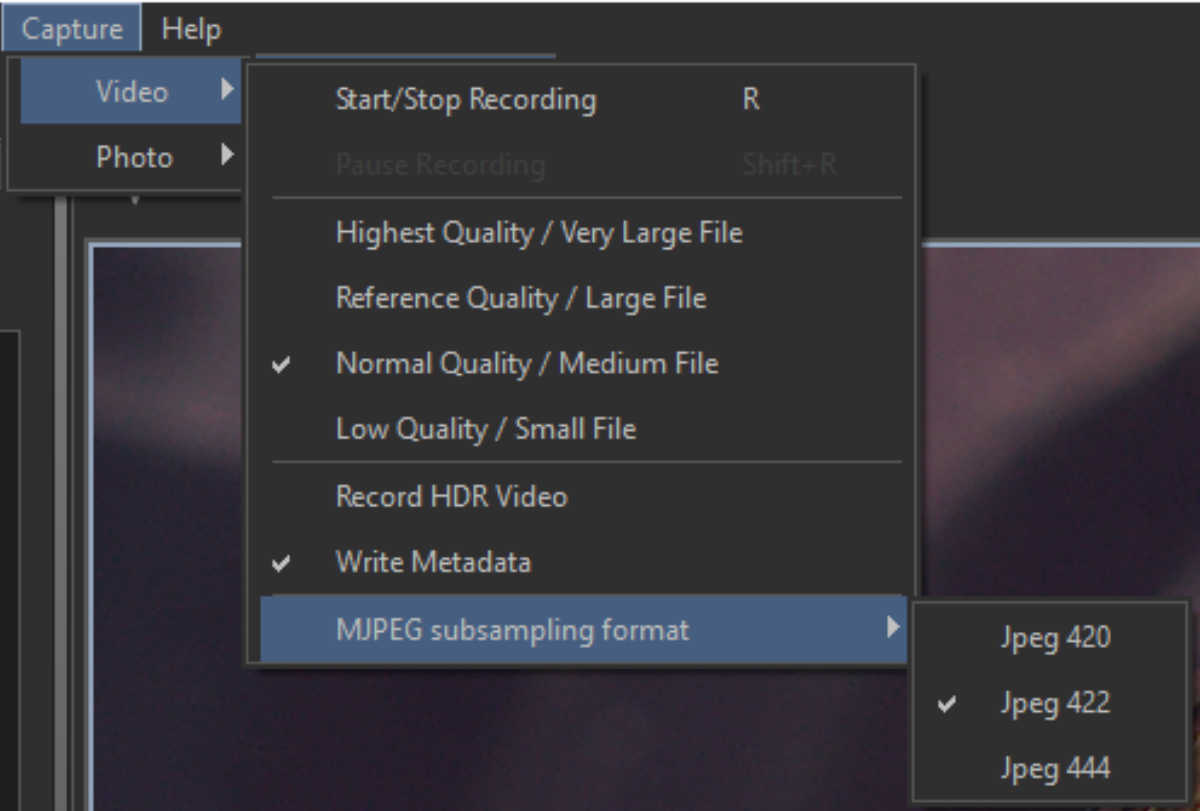 Capture Help
Video
Photo
Start/Stop Recording R
Pause Recording Shift+R
Highest Quality / Very Large File
Reference Quality / Large File
Normal Quality / Medium File
Low Quality / Small File
Record HDR Video
Write Metadata
MJPEG subsampling format
Jpeg 420
Jpeg 422
Jpeg 444